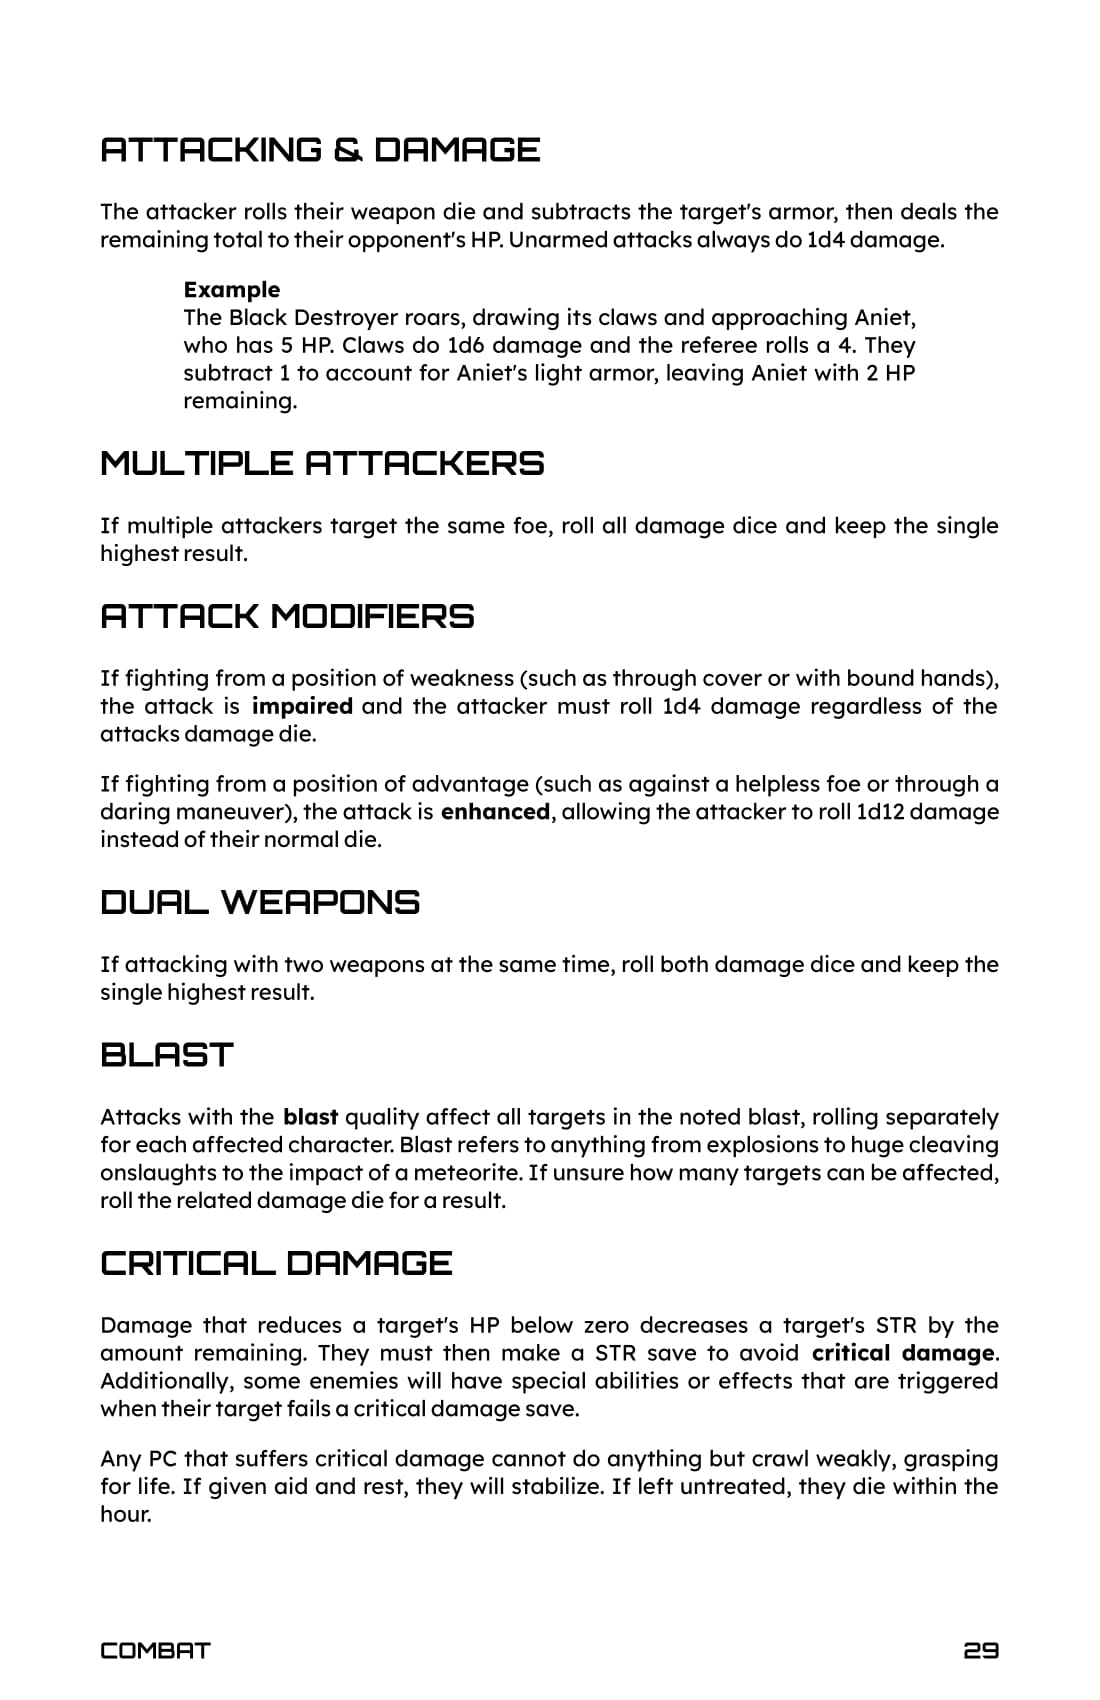 ATTACKING & DAMAGE
The attacker rolls their weapon die and subtracts the target's armor, then deals the
remaining total to their opponent's HP. Unarmed attacks always do 1d4 damage.
Example
The Black Destroyer roars, drawing its claws and approaching Aniet,
who has 5 HP. Claws do 1d6 damage and the referee rolls a 4. They
subtract 1 to account for Aniet's light armor, leaving Aniet with 2 HP
remaining.
MULTIPLE ATTACKERS
If multiple attackers target the same foe, roll all damage dice and keep the single
highest result.
ATTACK MODIFIERS
If fighting from a position of weakness (such as through cover or with bound hands),
the attack is impaired and the attacker must roll 1d4 damage regardless of the
attacks damage die.
If fighting from a position of advantage (such as against a helpless foe or through a
daring maneuver), the attack is enhanced, allowing the attacker to roll 1d12 damage
instead of their normal die.
DUAL WEAPONS
If attacking with two weapons at the same time, roll both damage dice and keep the
single highest result.
BLAST
Attacks with the blast quality affect all targets in the noted blast, rolling separately
for each affected character. Blast refers to anything from explosions to huge cleaving
onslaughts to the impact of a meteorite. If unsure how many targets can be affected,
roll the related damage die for a result.
CRITICAL DAMAGE
Damage that reduces a target's HP below zero decreases a target's STR by the
amount remaining. They must then make a STR save to avoid critical damage.
Additionally, some enemies will have special abilities or effects that are triggered
when their target fails a critical damage save.
Any PC that suffers critical damage cannot do anything but crawl weakly, grasping
for life. If given aid and rest, they will stabilize. If left untreated, they die within the
hour.
COMBAT 29